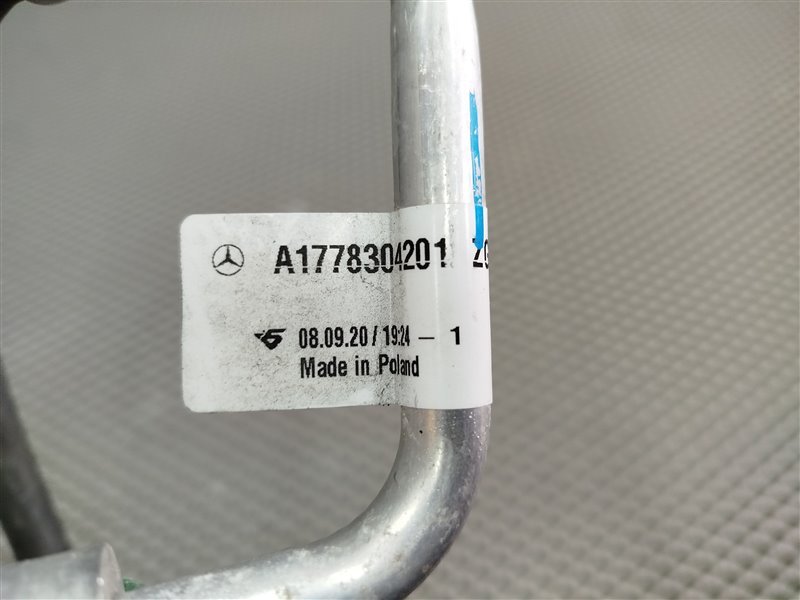 A1778304201
08.09.20 / 19:24 – 1
Made in Poland